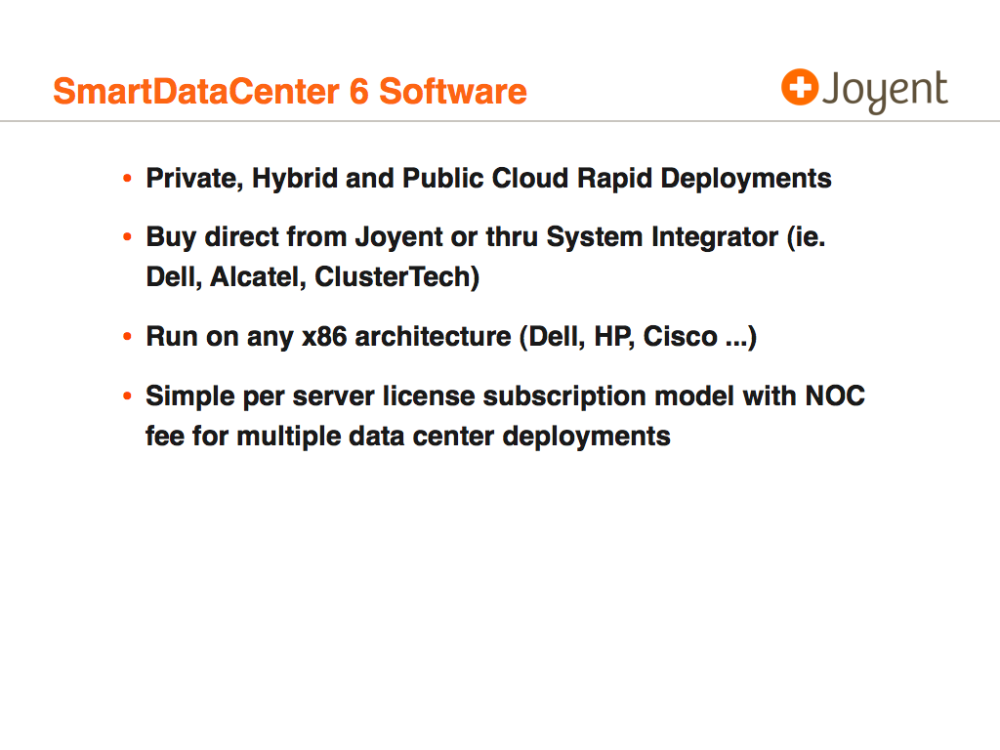 SmartDataCenter 6 Software
Joyent
• Private, Hybrid and Public Cloud Rapid Deployments
• Buy direct from Joyent or thru System Integrator (ie.
Dell, Alcatel, ClusterTech)
• Run on any x86 architecture (Dell, HP, Cisco ...)
• Simple per server license subscription model with NOC
fee for multiple data center deployments